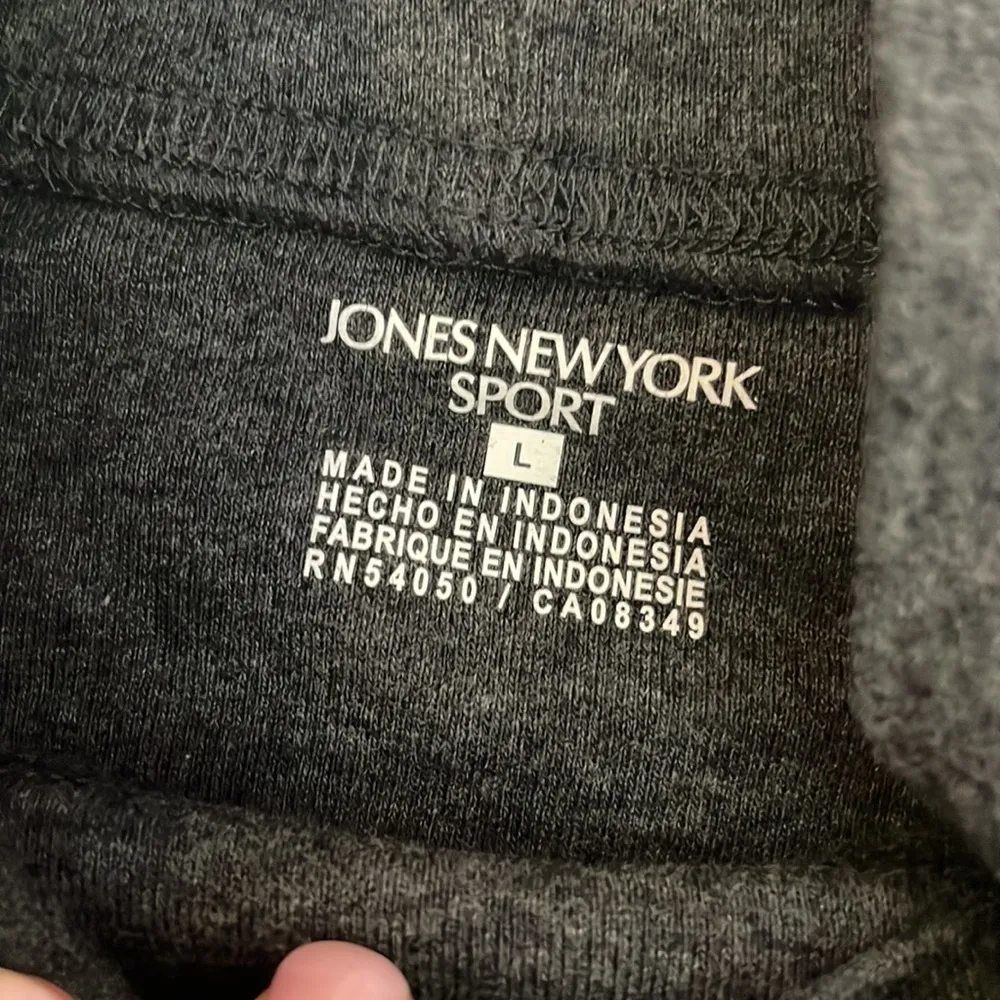 JONES NEW YORK
SPORT
L
MADE IN INDONESIA
HECHO EN INDONESIA
FABRIQUE EN INDONESIE
RN54050 / CA08349